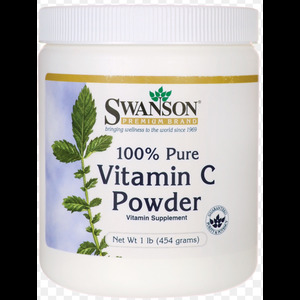 SWANSON®
PREMIUM BRAND
bringing wellness to the world since 1969
100% Pure
Vitamin C
Powder
Vitamin Supplement
Net Wt 1 lb (454 grams)